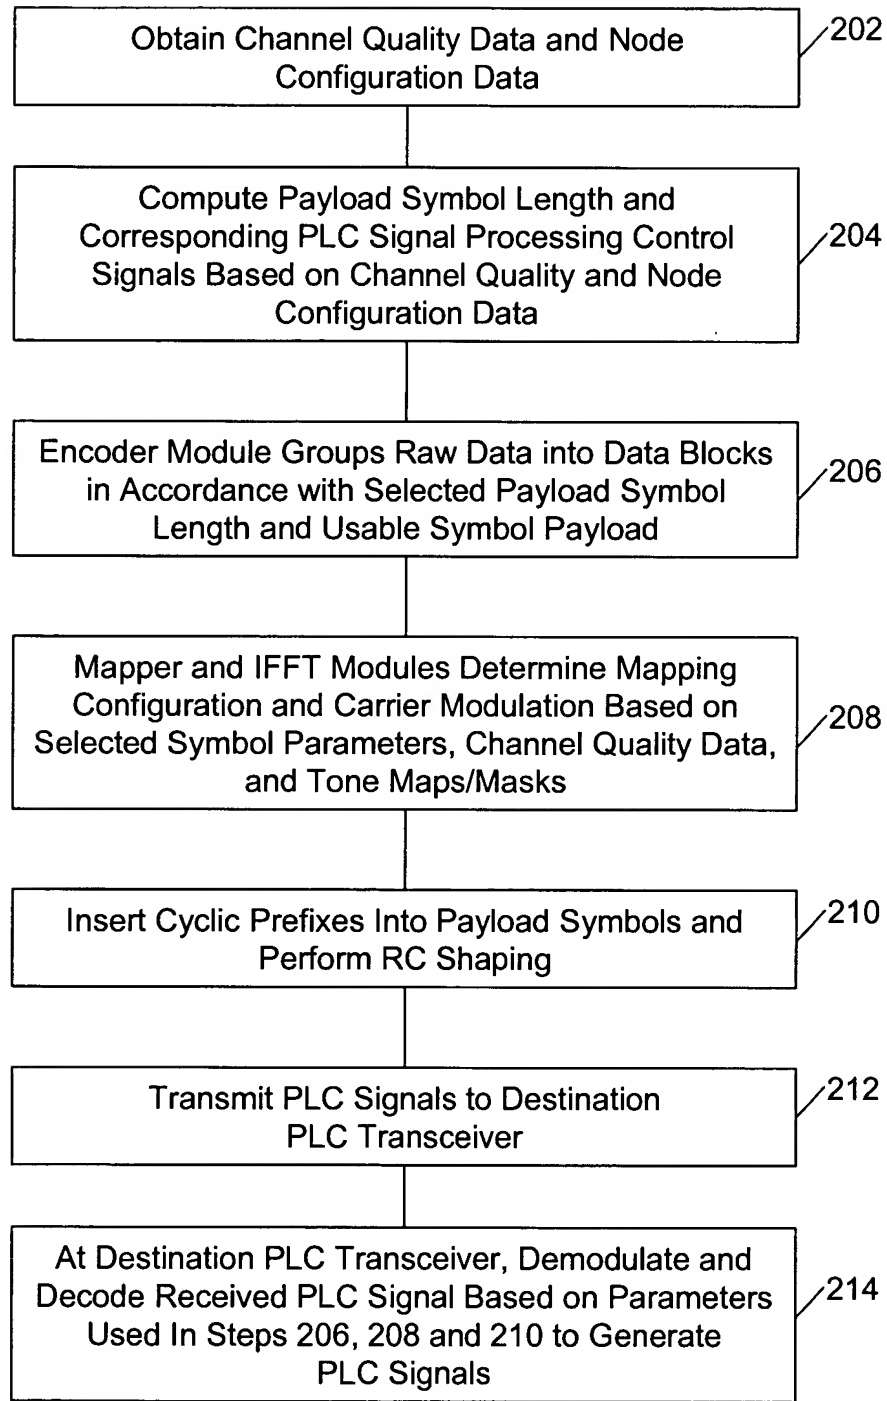 Obtain Channel Quality Data and Node
Configuration Data
202
Compute Payload Symbol Length and
Corresponding PLC Signal Processing Control
Signals Based on Channel Quality and Node
Configuration Data
204
Encoder Module Groups Raw Data into Data Blocks
in Accordance with Selected Payload Symbol
Length and Usable Symbol Payload
206
Mapper and IFFT Modules Determine Mapping
Configuration and Carrier Modulation Based on
Selected Symbol Parameters, Channel Quality Data,
and Tone Maps/Masks
208
Insert Cyclic Prefixes Into Payload Symbols and
Perform RC Shaping
210
Transmit PLC Signals to Destination
PLC Transceiver
212
At Destination PLC Transceiver, Demodulate and
Decode Received PLC Signal Based on Parameters
Used In Steps 206, 208 and 210 to Generate
PLC Signals
214